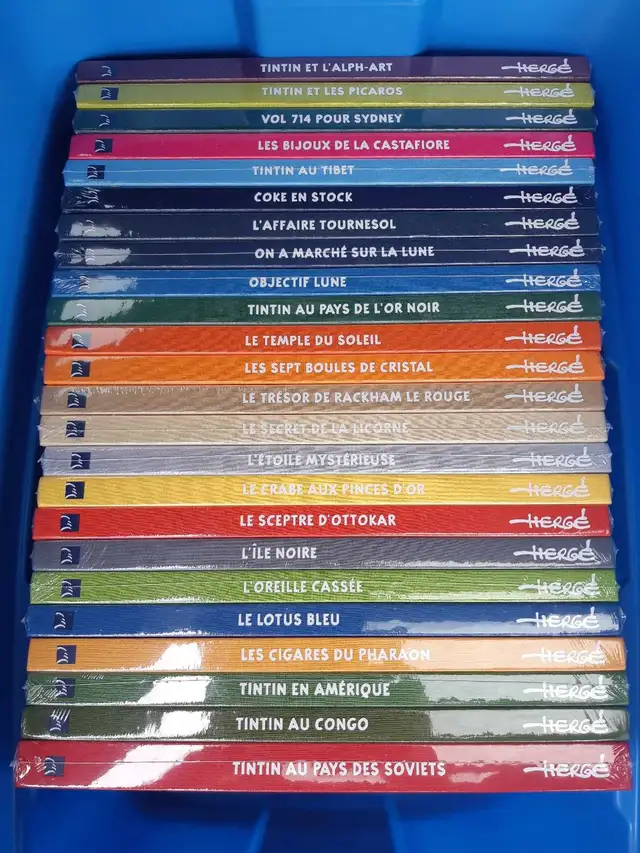 TINTIN ET L'ALPH-ART HERGÉ
TINTIN ET LES PICAROS HERGÉ
VOL 714 POUR SYDNEY HERGÉ
LES BIJOUX DE LA CASTAFIORE HERGÉ
TINTIN AU TIBET HERGÉ
COKE EN STOCK HERGÉ
L'AFFAIRE TOURNESOL HERGÉ
ON A MARCHÉ SUR LA LUNE HERGÉ
OBJECTIF LUNE HERGÉ
TINTIN AU PAYS DE L'OR NOIR HERGÉ
LE TEMPLE DU SOLEIL HERGÉ
LES SEPT BOULES DE CRISTAL HERGÉ
LE TRÉSOR DE RACKHAM LE ROUGE HERGÉ
LE SECRET DE LA LICORNE HERGÉ
L'ÉTOILE MYSTÉRIEUSE HERGÉ
LE CRABE AUX PINCES D'OR HERGÉ
LE SCEPTRE D'OTTOKAR HERGÉ
L'ÎLE NOIRE HERGÉ
L'OREILLE CASSÉE HERGÉ
LE LOTUS BLEU HERGÉ
LES CIGARES DU PHARAON HERGÉ
TINTIN EN AMÉRIQUE HERGÉ
TINTIN AU CONGO HERGÉ
TINTIN AU PAYS DES SOVIETS HERGÉ